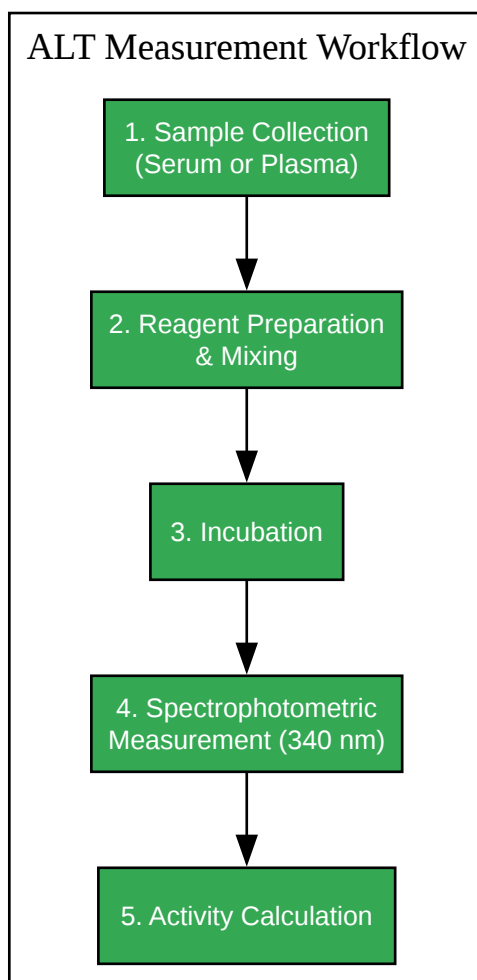 ALT Measurement Workflow
1. Sample Collection
(Serum or Plasma)
2. Reagent Preparation
& Mixing
3. Incubation
4. Spectrophotometric
Measurement (340 nm)
5. Activity Calculation